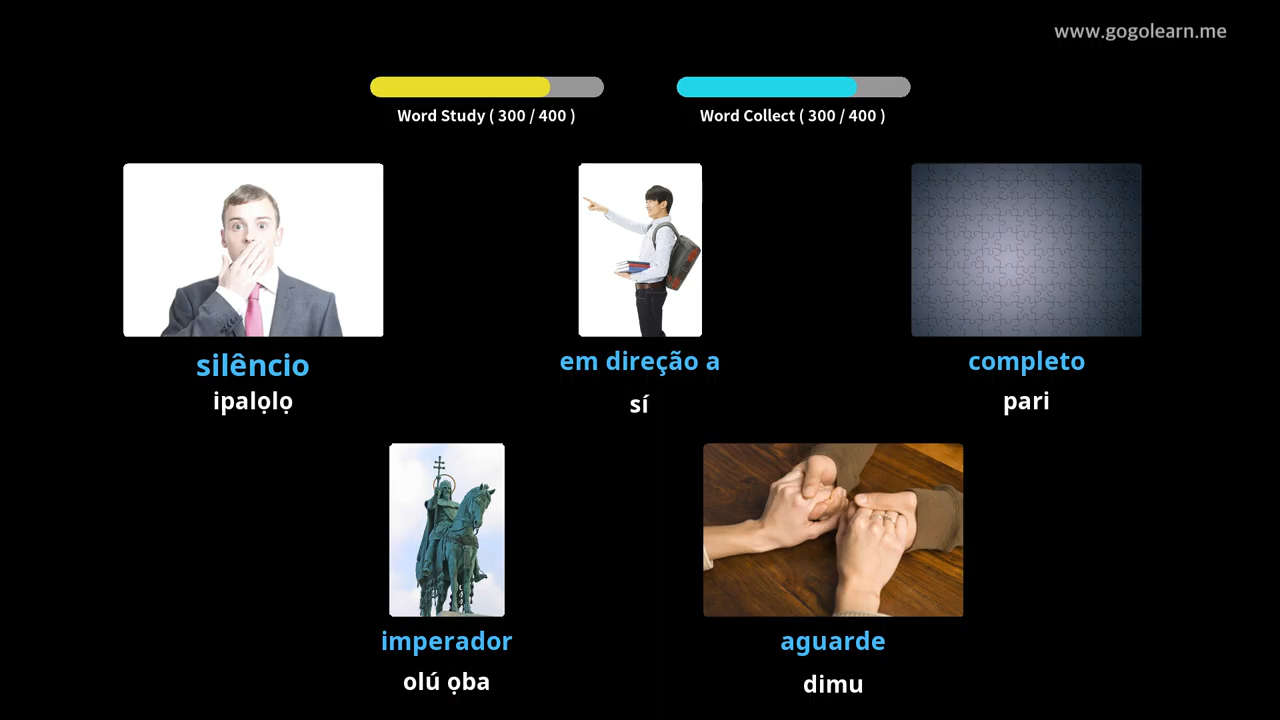 www.gogolearn.me
Word Study ( 300 / 400 )
Word Collect ( 300 / 400 )
silêncio
ipalọlọ
em direção a
sí
completo
pari
imperador
olú ọba
aguarde
dimu